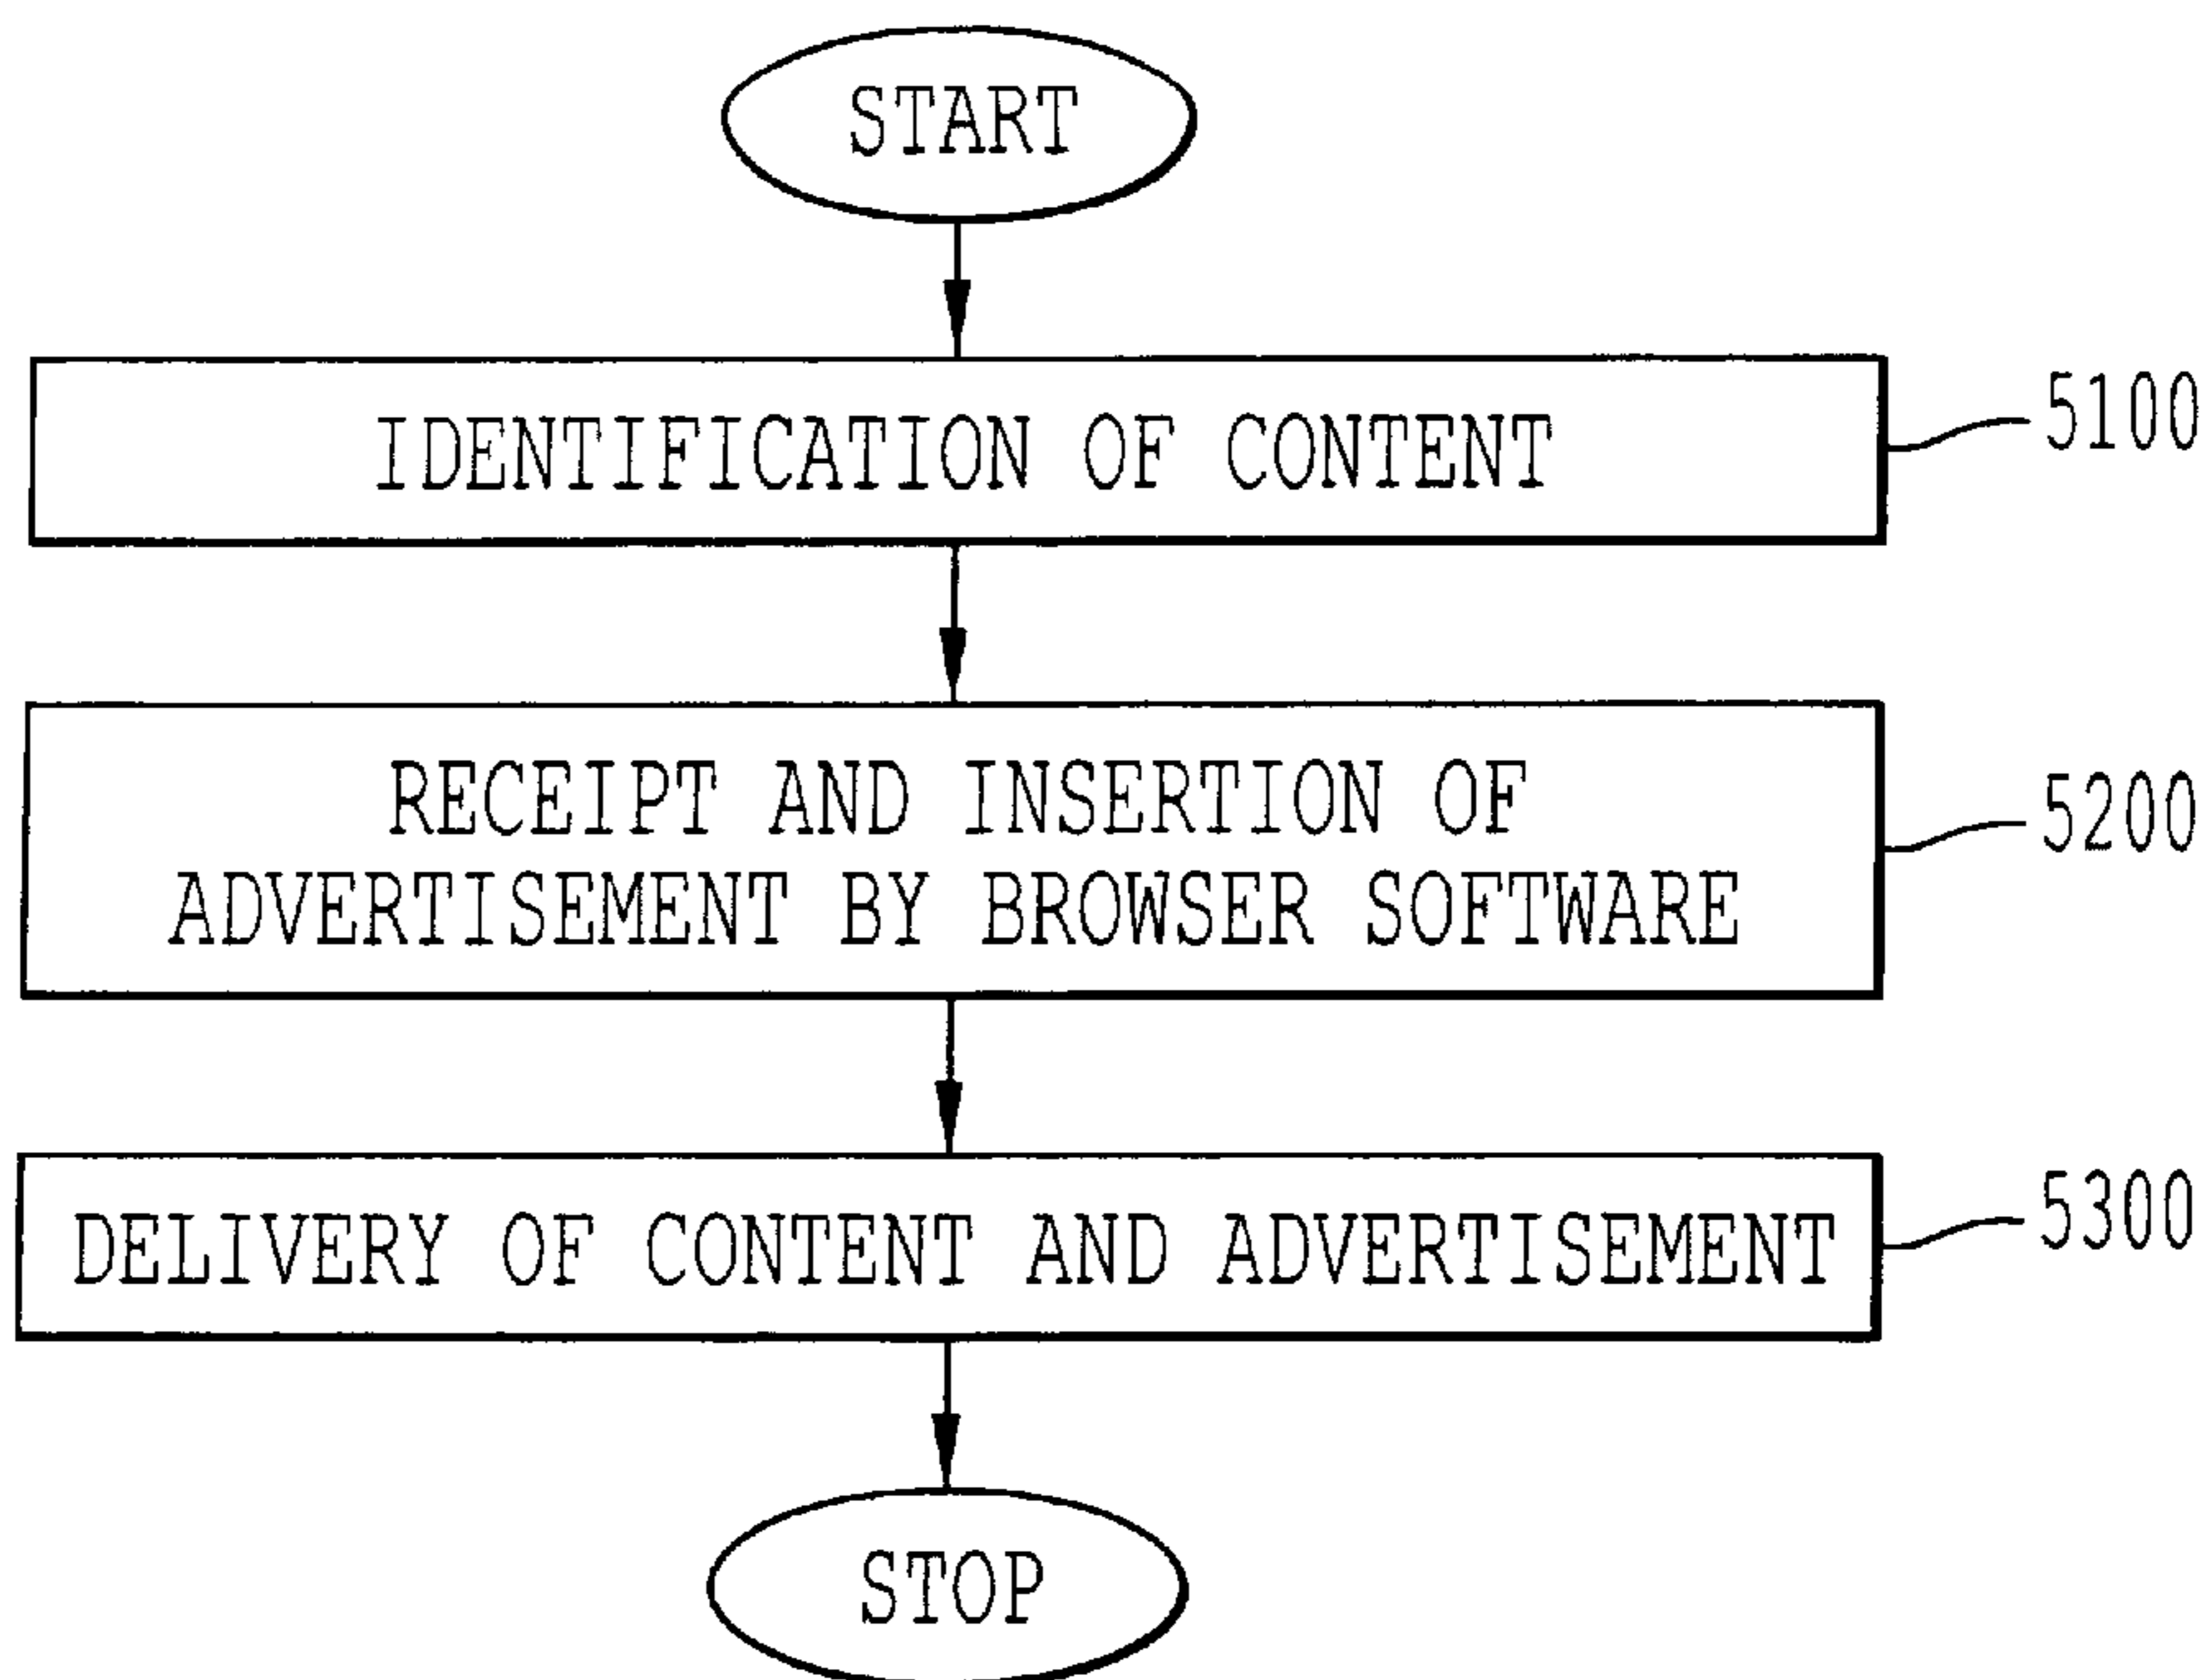 START
IDENTIFICATION OF CONTENT
5100
RECEIPT AND INSERTION OF
ADVERTISEMENT BY BROWSER SOFTWARE
5200
DELIVERY OF CONTENT AND ADVERTISEMENT
5300
STOP